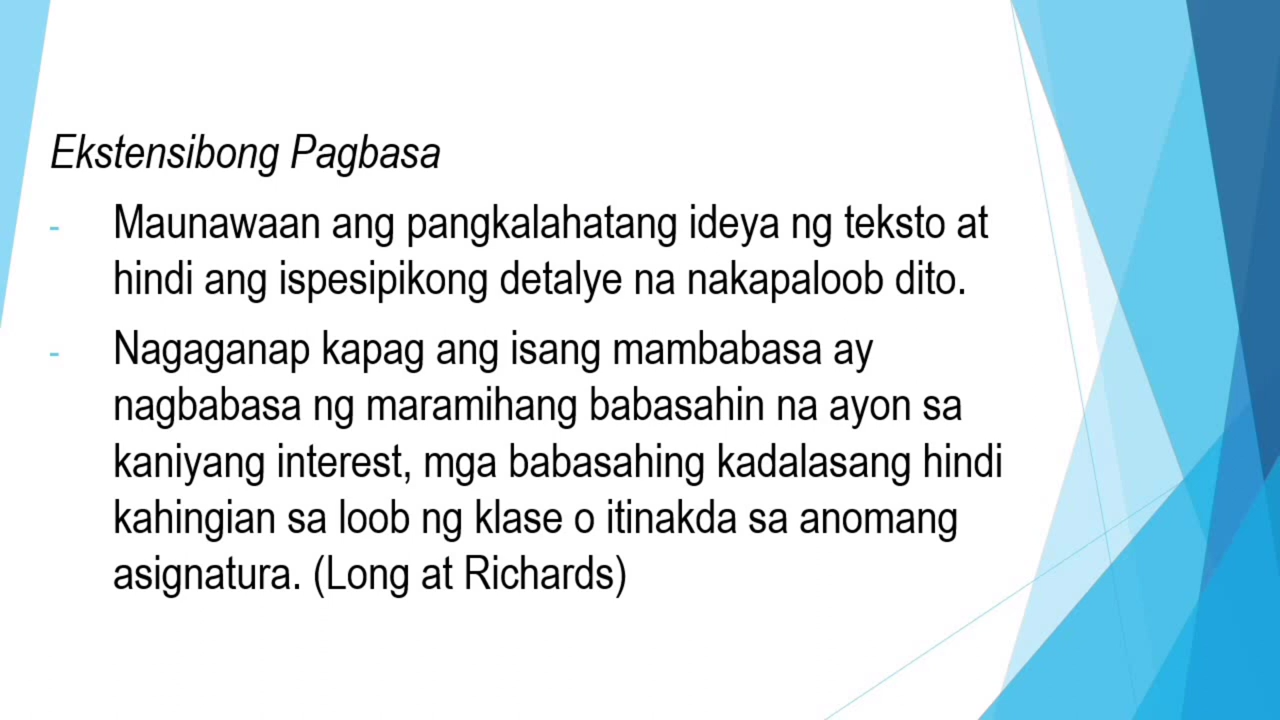 Ekstensibong Pagbasa
- Maunawaan ang pangkalahatang ideya ng teksto at
hindi ang ispesipikong detalye na nakapaloob dito.
- Nagaganap kapag ang isang mambabasa ay
nagbabasa ng maramihang babasahin na ayon sa
kaniyang interest, mga babasahing kadalasang hindi
kahingian sa loob ng klase o itinakda sa anomang
asignatura. (Long at Richards)